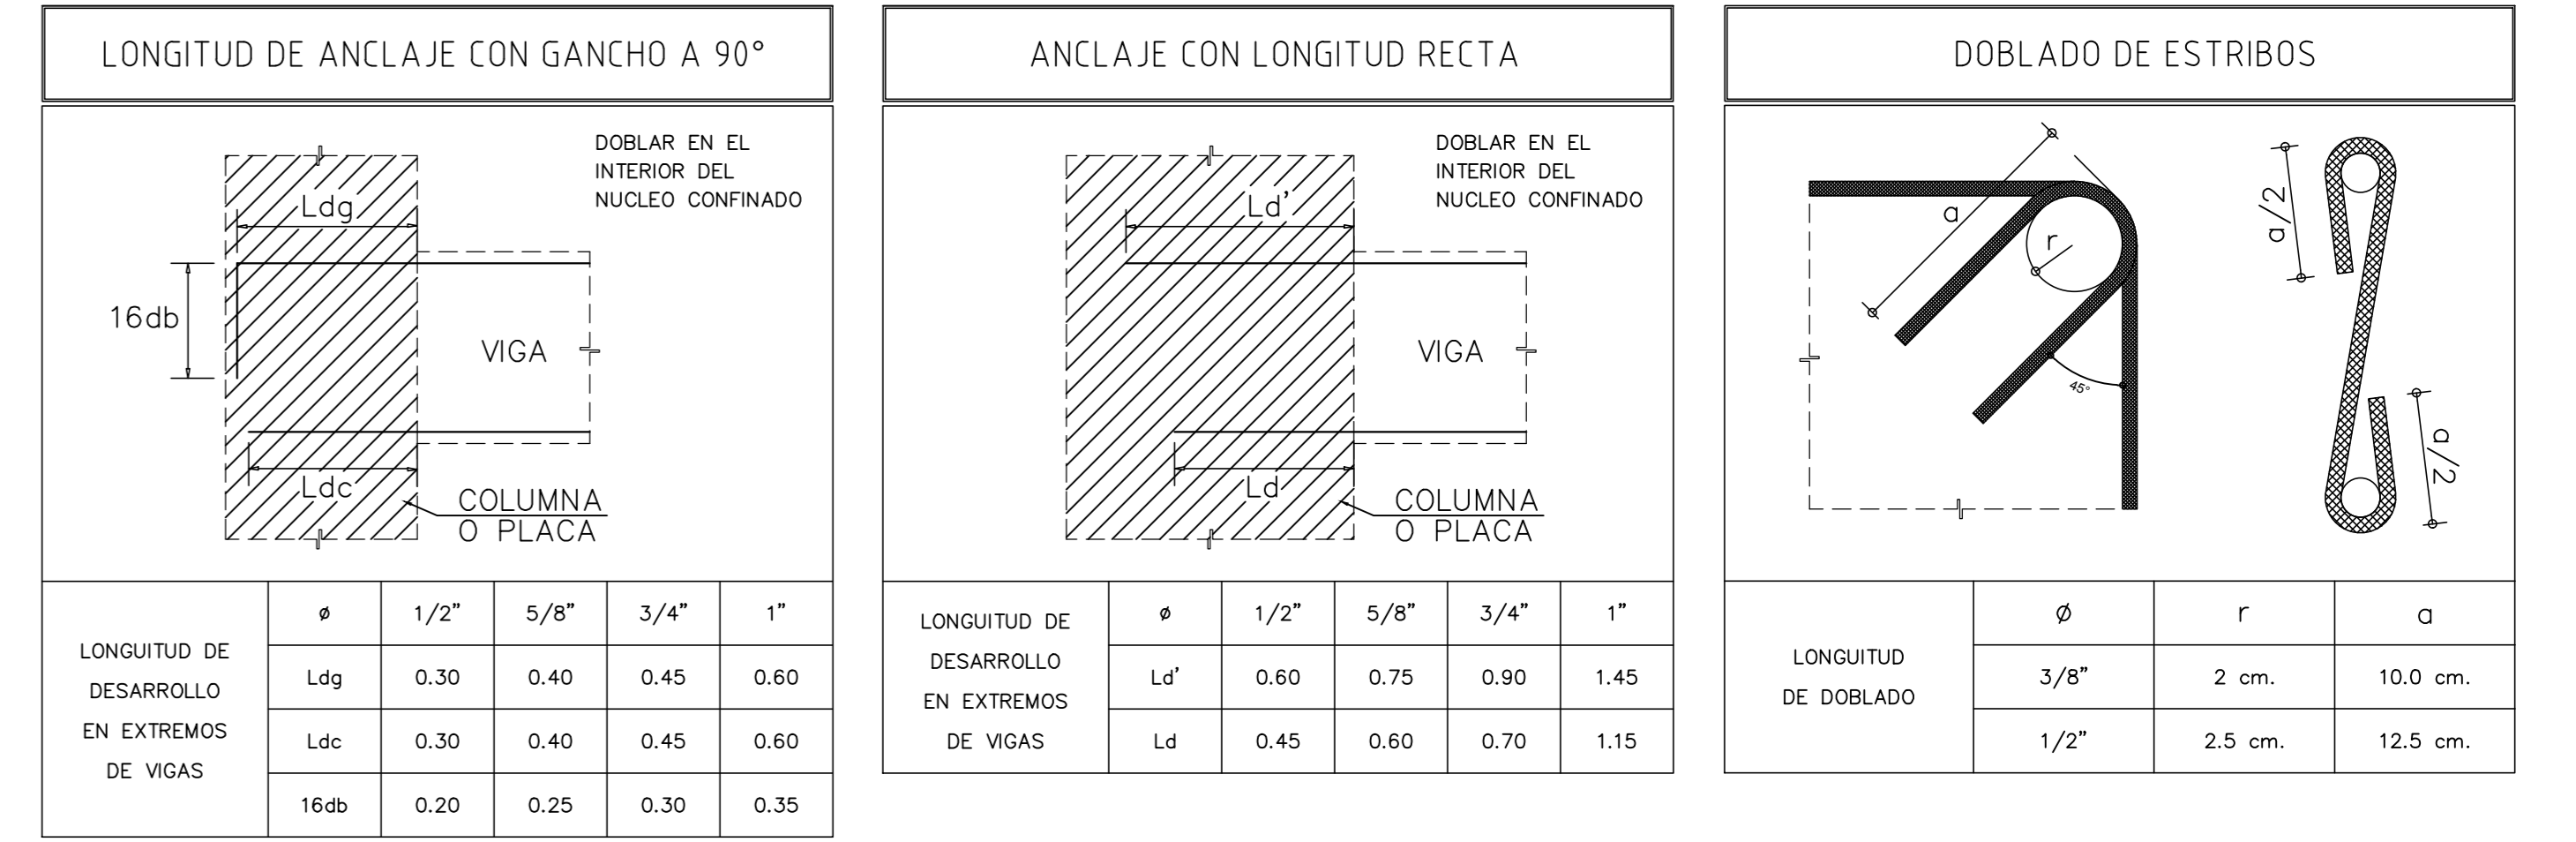 LONGITUD DE ANCLAJE CON GANCHO A 90°
DOBLAR EN EL
INTERIOR DEL
NUCLEO CONFINADO
Ldg
16db
VIGA
Ldc
COLUMNA
O PLACA
LONGUITUD DE
DESARROLLO
EN EXTREMOS
DE VIGAS
ø 1/2" 5/8" 3/4" 1"
Ldg 0.30 0.40 0.45 0.60
Ldc 0.30 0.40 0.45 0.60
16db 0.20 0.25 0.30 0.35
ANCLAJE CON LONGITUD RECTA
DOBLAR EN EL
INTERIOR DEL
NUCLEO CONFINADO
Ld'
VIGA
Ld
COLUMNA
O PLACA
LONGUITUD DE
DESARROLLO
EN EXTREMOS
DE VIGAS
ø 1/2" 5/8" 3/4" 1"
Ld' 0.60 0.75 0.90 1.45
Ld 0.45 0.60 0.70 1.15
DOBLADO DE ESTRIBOS
a
r
45°
a/2
a/2
LONGUITUD
DE DOBLADO
Ø r a
3/8" 2 cm. 10.0 cm.
1/2" 2.5 cm. 12.5 cm.